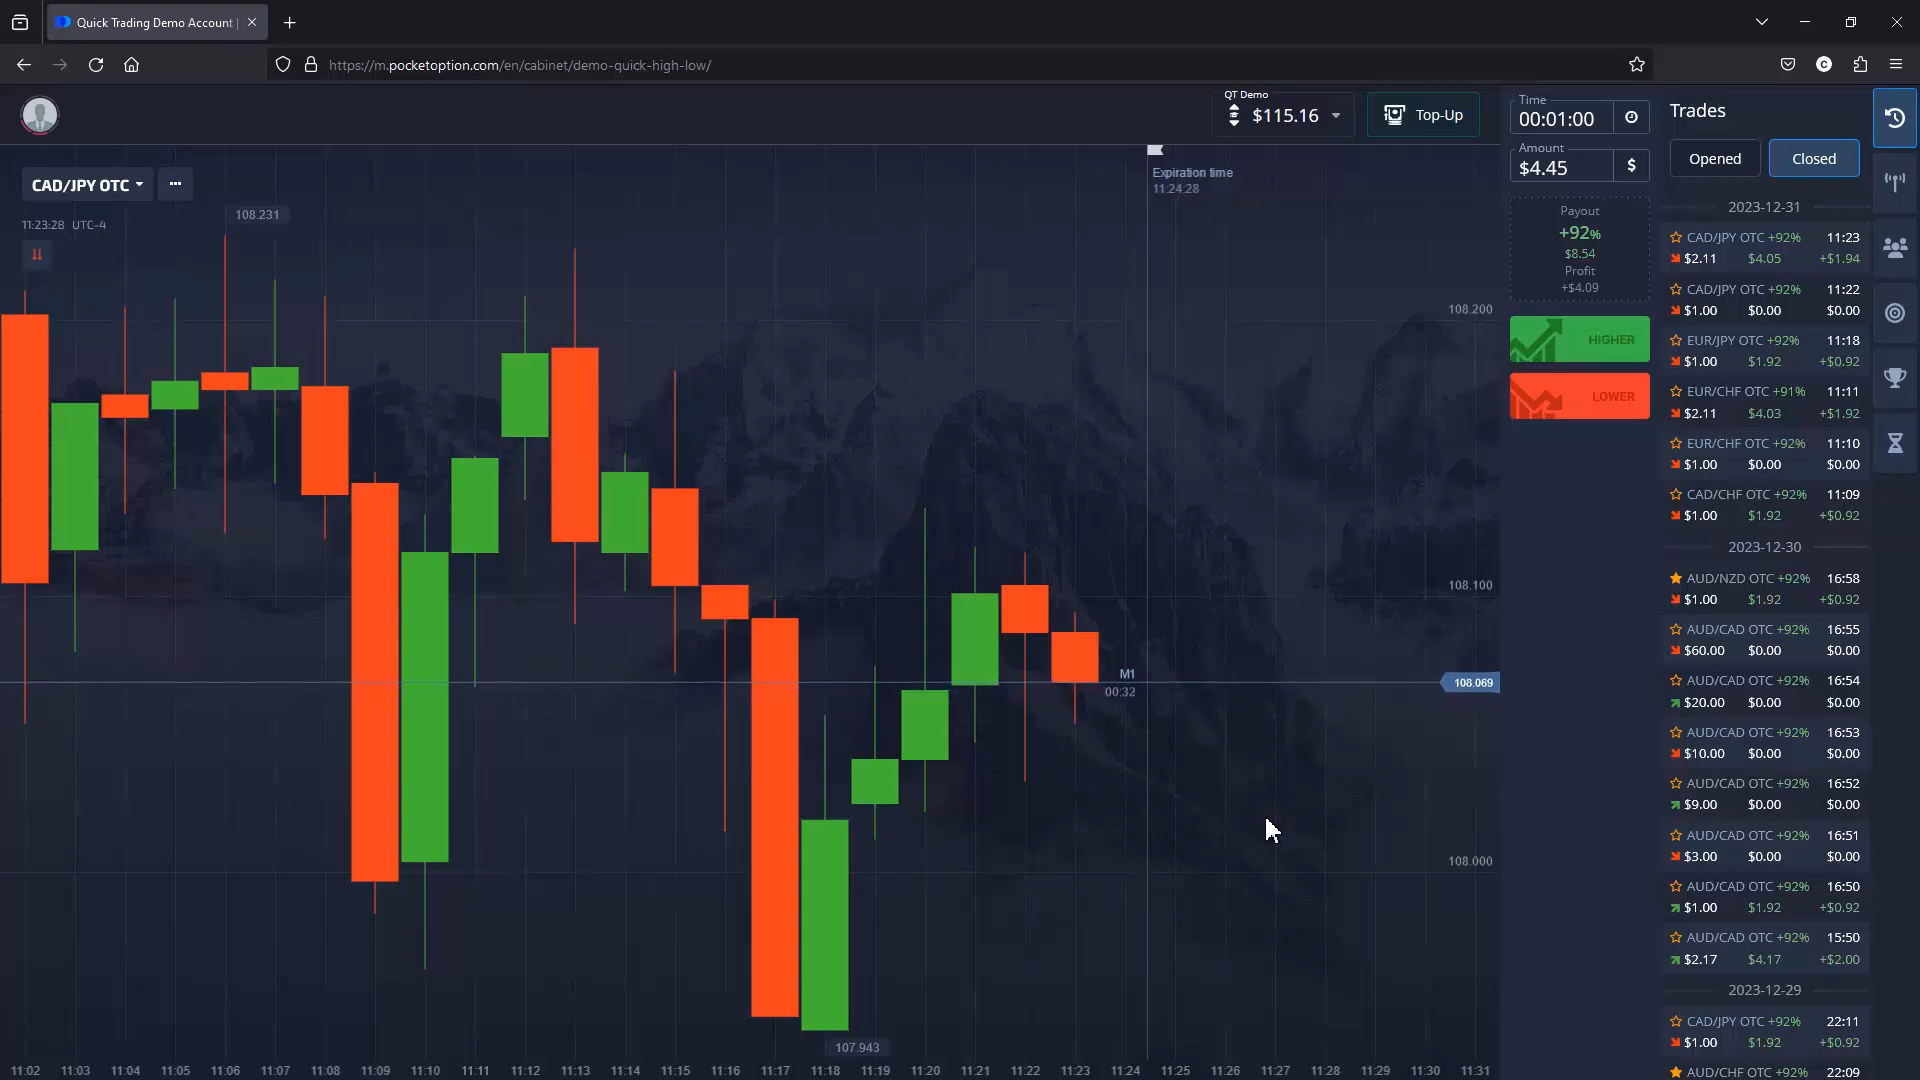 Quick Trading Demo Account |
https://m.pocketoption.com/en/cabinet/demo-quick-high-low/
QT Demo
$115.16
Top-Up
CAD/JPY OTC
11:23:28 UTC-4
108.231
Expiration time
11:24:28
108.200
108.100
M1
00:32
108.069
108.000
107.943
11:02 11:03 11:04 11:05 11:06 11:07 11:08 11:09 11:10 11:11 11:12 11:13 11:14 11:15 11:16 11:17 11:18 11:19 11:20 11:21 11:22 11:23 11:24 11:25 11:26 11:27 11:28 11:29 11:30 11:31
Time
00:01:00
Amount
$4.45
$
Payout
+92%
$8.54
Profit
+$4.09
HIGHER
LOWER
Trades
Opened Closed
2023-12-31
CAD/JPY OTC +92% 11:23
$2.11 $4.05 +$1.94
CAD/JPY OTC +92% 11:22
$1.00 $0.00 $0.00
EUR/JPY OTC +92% 11:18
$1.00 $1.92 +$0.92
EUR/CHF OTC +91% 11:11
$2.11 $4.03 +$1.92
EUR/CHF OTC +92% 11:10
$1.00 $0.00 $0.00
CAD/CHF OTC +92% 11:09
$1.00 $1.92 +$0.92
2023-12-30
AUD/NZD OTC +92% 16:58
$1.00 $1.92 +$0.92
AUD/CAD OTC +92% 16:55
$60.00 $0.00 $0.00
AUD/CAD OTC +92% 16:54
$20.00 $0.00 $0.00
AUD/CAD OTC +92% 16:53
$10.00 $0.00 $0.00
AUD/CAD OTC +92% 16:52
$9.00 $0.00 $0.00
AUD/CAD OTC +92% 16:51
$3.00 $0.00 $0.00
AUD/CAD OTC +92% 16:50
$1.00 $1.92 +$0.92
AUD/CAD OTC +92% 15:50
$2.17 $4.17 +$2.00
2023-12-29
CAD/JPY OTC +92% 22:11
$1.00 $1.92 +$0.92
AUD/CHF OTC +92% 22:09